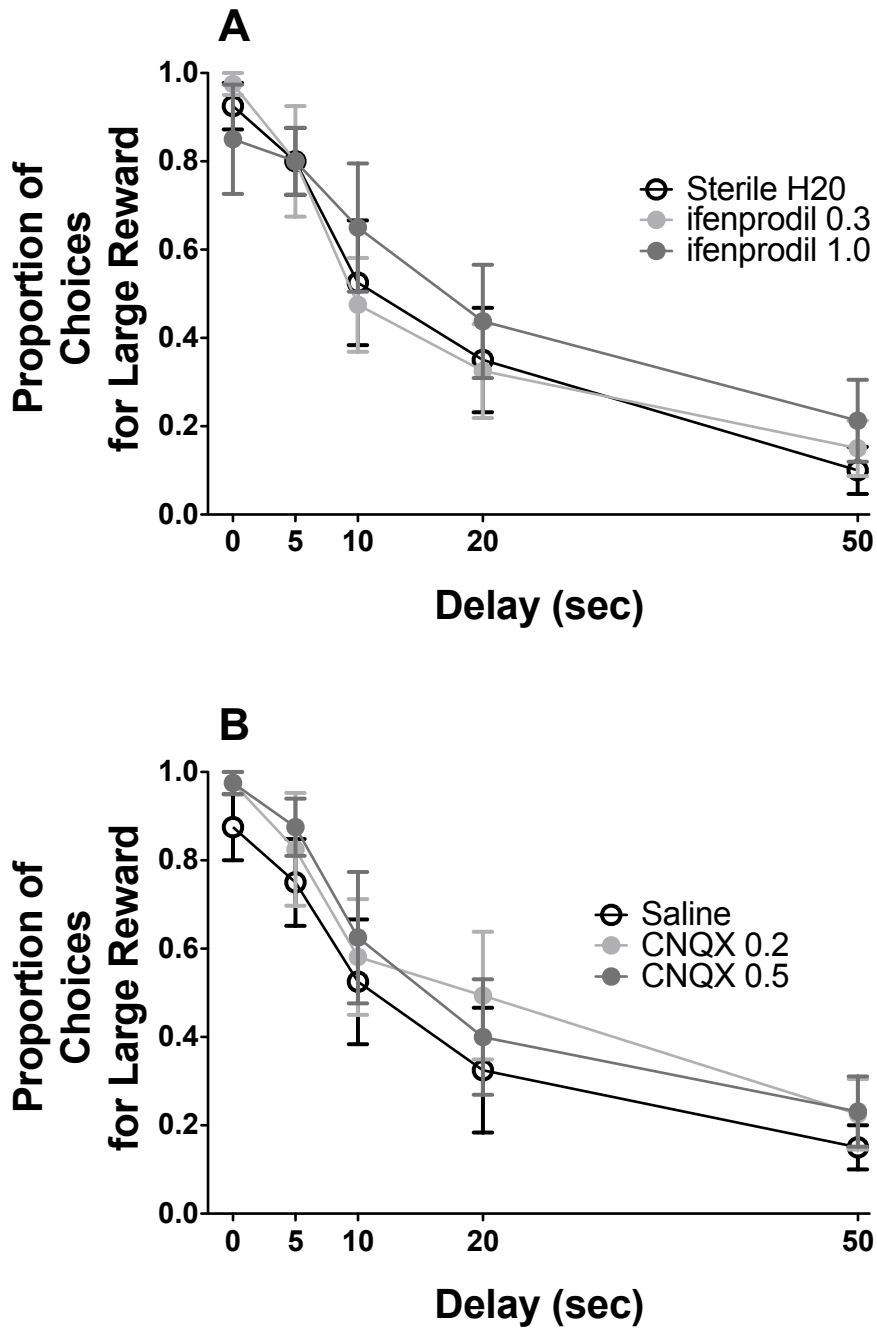 A
Proportion of
Choices
for Large Reward
1.0
0.8
0.6
0.4
0.2
0.0
Sterile H20
ifenprodil 0.3
ifenprodil 1.0
0 5 10 20 50
Delay (sec)
B
Proportion of
Choices
for Large Reward
1.0
0.8
0.6
0.4
0.2
0.0
Saline
CNQX 0.2
CNQX 0.5
0 5 10 20 50
Delay (sec)